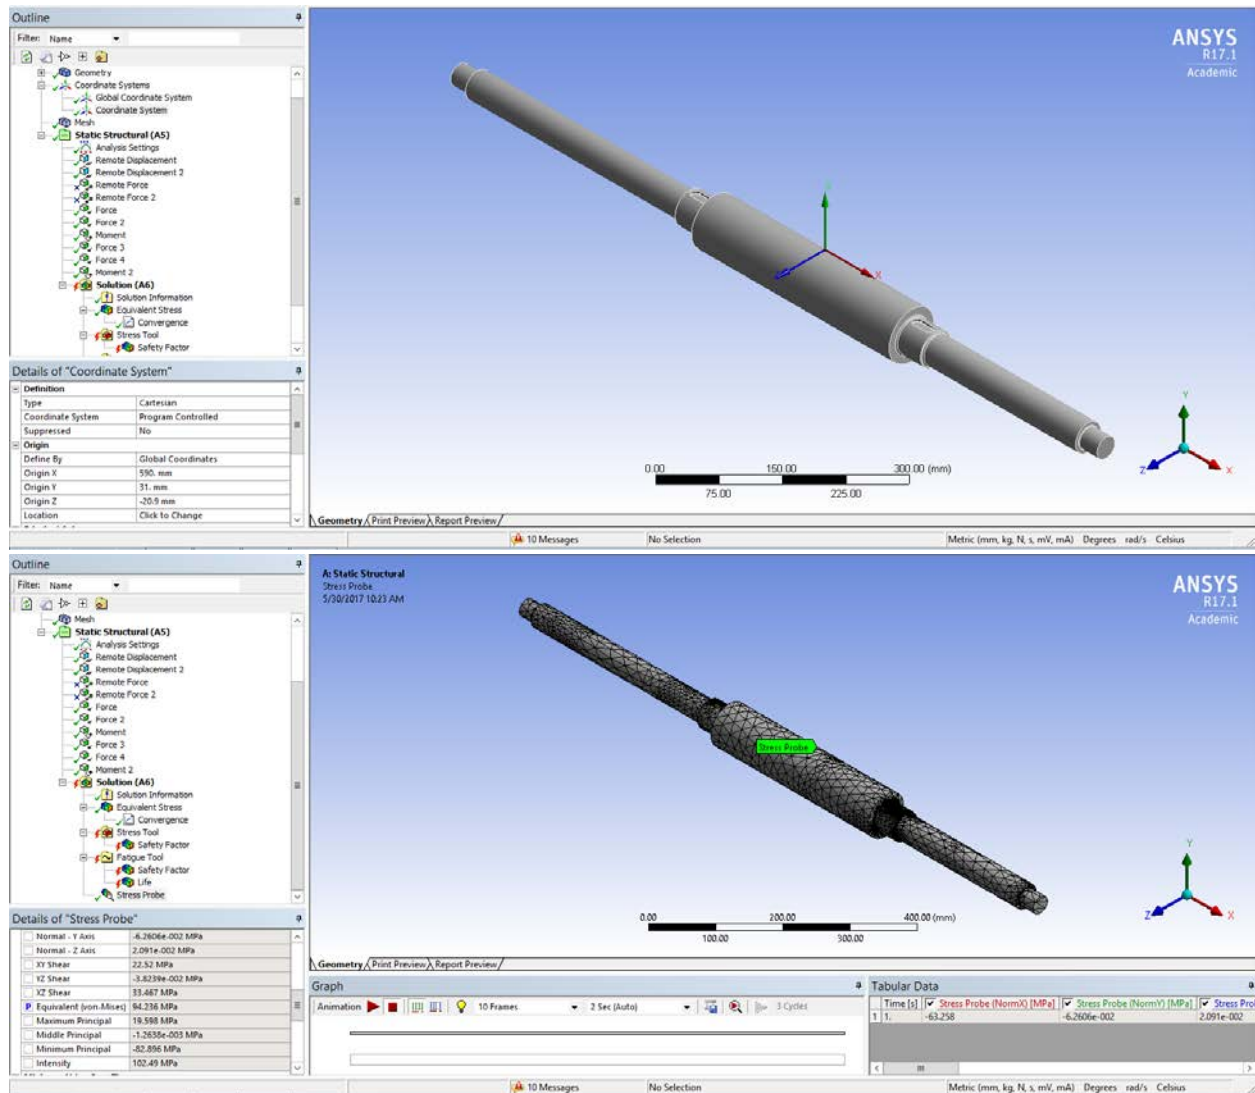 Outline
Filter: Name
Geometry
Coordinate Systems
Global Coordinate System
Coordinate System
Mesh
Static Structural (A5)
Analysis Settings
Remote Displacement
Remote Displacement 2
Remote Force
Remote Force 2
Force
Force 2
Moment
Force 3
Force 4
Moment 2
Solution (A6)
Solution Information
Equivalent Stress
Convergence
Stress Tool
Safety Factor
Details of "Coordinate System"
Definition
Type Cartesian
Coordinate System Program Controlled
Suppressed No
Origin
Define By Global Coordinates
Origin X 590. mm
Origin Y 31. mm
Origin Z -20.9 mm
Location Click to Change
ANSYS
R17.1
Academic
X
Y
Z
X
0.00 150.00 300.00 (mm)
75.00 225.00
Geometry Print Preview Report Preview
10 Messages No Selection Metric (mm, kg, N, s, mV, mA) Degrees rad/s Celsius
Outline
Filter: Name
Mesh
Static Structural (A5)
Analysis Settings
Remote Displacement
Remote Displacement 2
Remote Force
Remote Force 2
Force
Force 2
Moment
Force 3
Force 4
Moment 2
Solution (A6)
Solution Information
Equivalent Stress
Convergence
Stress Tool
Safety Factor
Fatigue Tool
Safety Factor
Life
Stress Probe
Details of "Stress Probe"
Normal - Y Axis -6.2606e-002 MPa
Normal - Z Axis 2.091e-002 MPa
XY Shear 22.52 MPa
YZ Shear -3.8239e-002 MPa
XZ Shear 33.467 MPa
P Equivalent (von-Mises) 94.236 MPa
Maximum Principal 19.598 MPa
Middle Principal -1.2638e-003 MPa
Minimum Principal -82.896 MPa
Intensity 102.49 MPa
A: Static Structural
Stress Probe
5/30/2017 10:23 AM
ANSYS
R17.1
Academic
Stress Probe
Y
Z
X
0.00 200.00 400.00 (mm)
100.00 300.00
Geometry Print Preview Report Preview
Graph
Animation 10 Frames 2 Sec (Auto) 3 Cycles
Tabular Data
Time [s] Stress Probe (NormX) [MPa] Stress Probe (NormY) [MPa] Stress Pro
1 1. -63.258 -6.2606e-002 2.091e-002
10 Messages No Selection Metric (mm, kg, N, s, mV, mA) Degrees rad/s Celsius